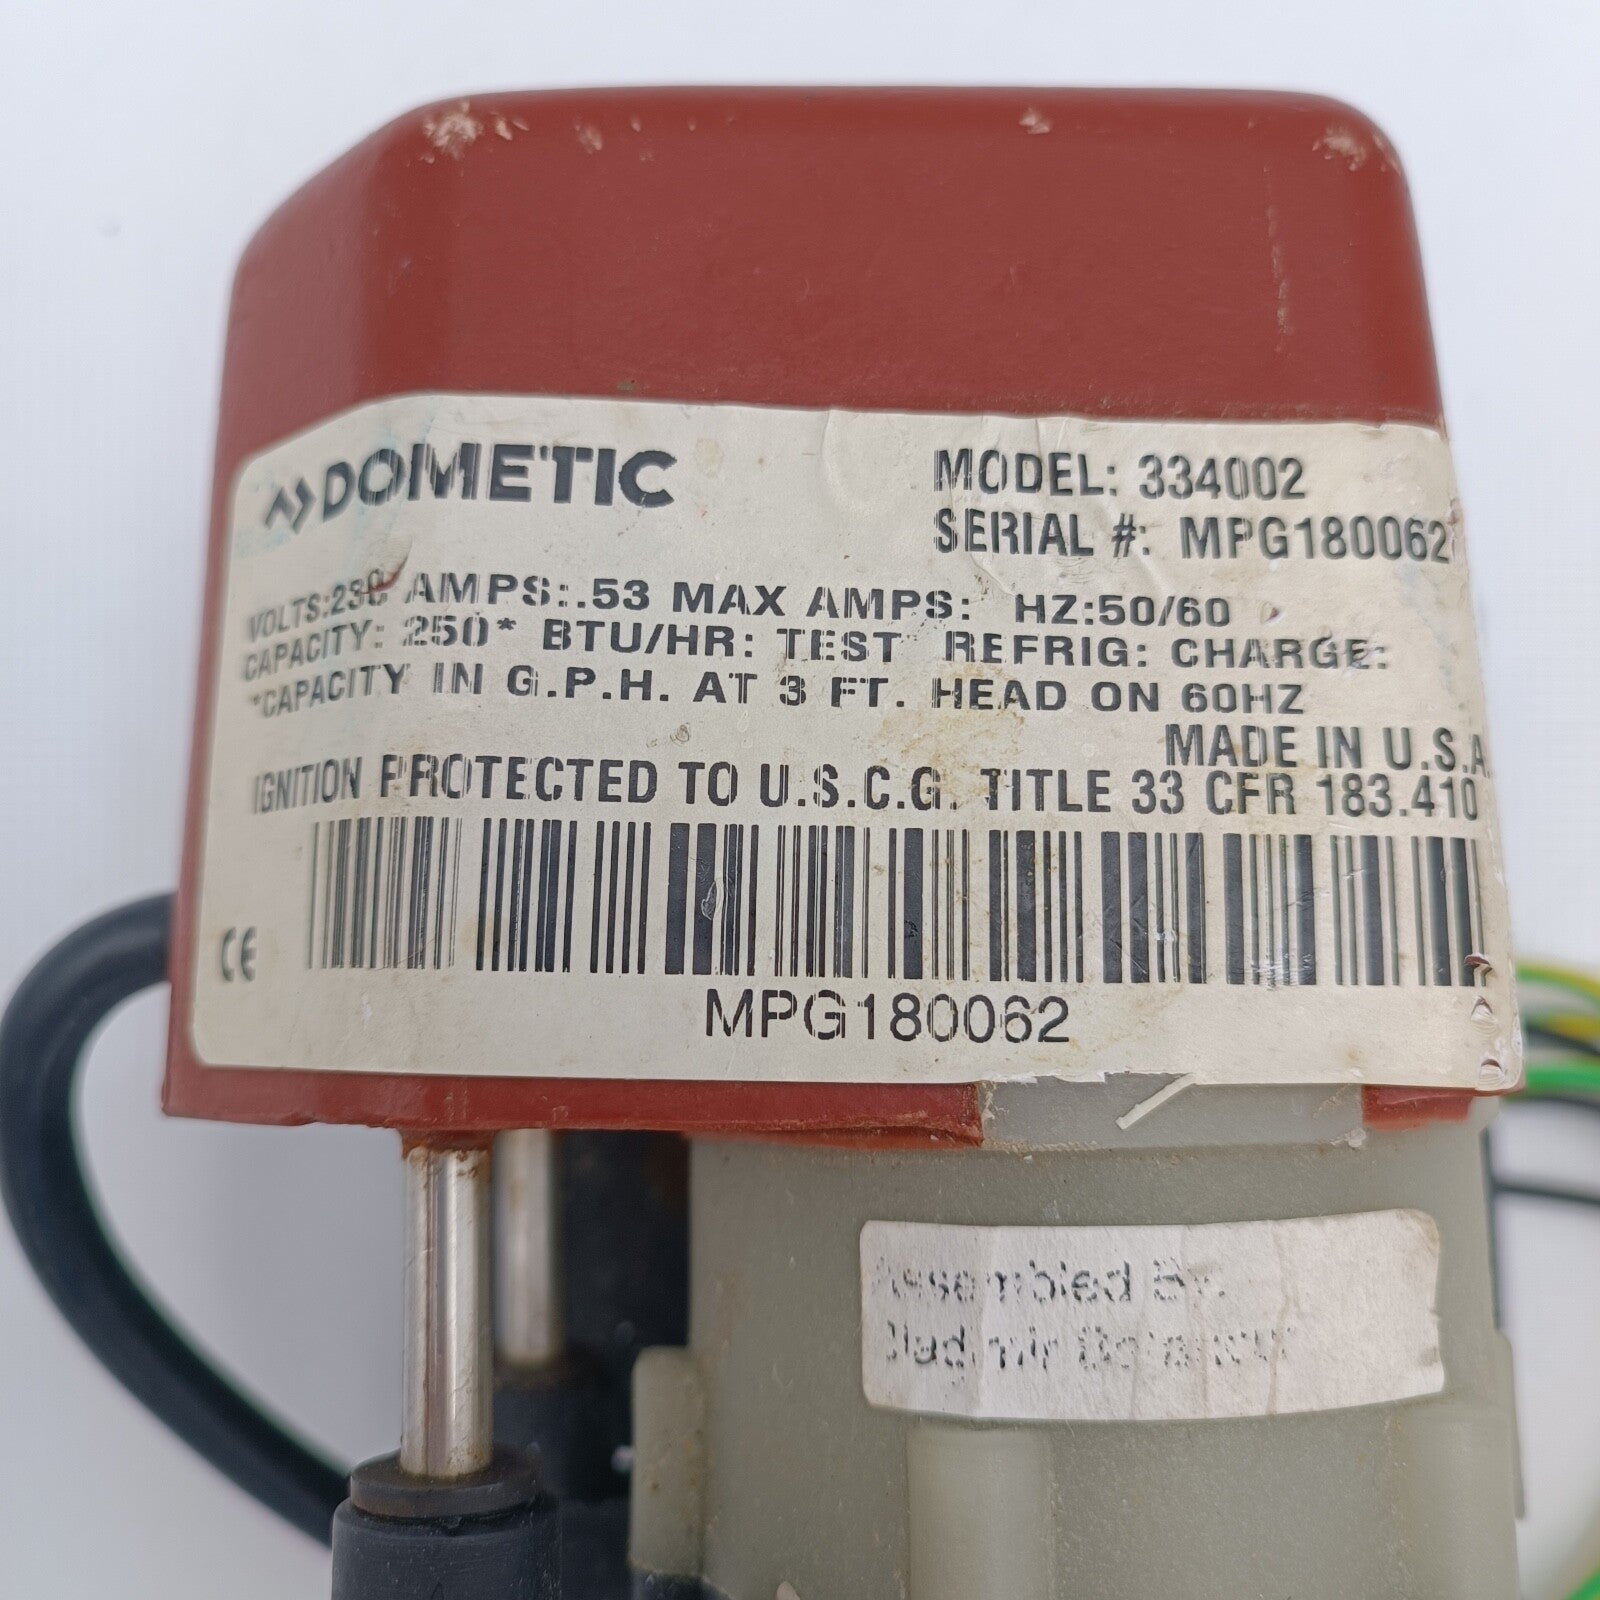 DOMETIC
MODEL: 334002
SERIAL #: MPG180062
VOLTS:230 AMPS:.53 MAX AMPS: HZ:50/60
CAPACITY: 250* BTU/HR: TEST REFRIG: CHARGE:
*CAPACITY IN G.P.H. AT 3 FT. HEAD ON 60HZ
MADE IN U.S.A.
IGNITION PROTECTED TO U.S.C.G. TITLE 33 CFR 183.410
CE
MPG180062
Assembled By: